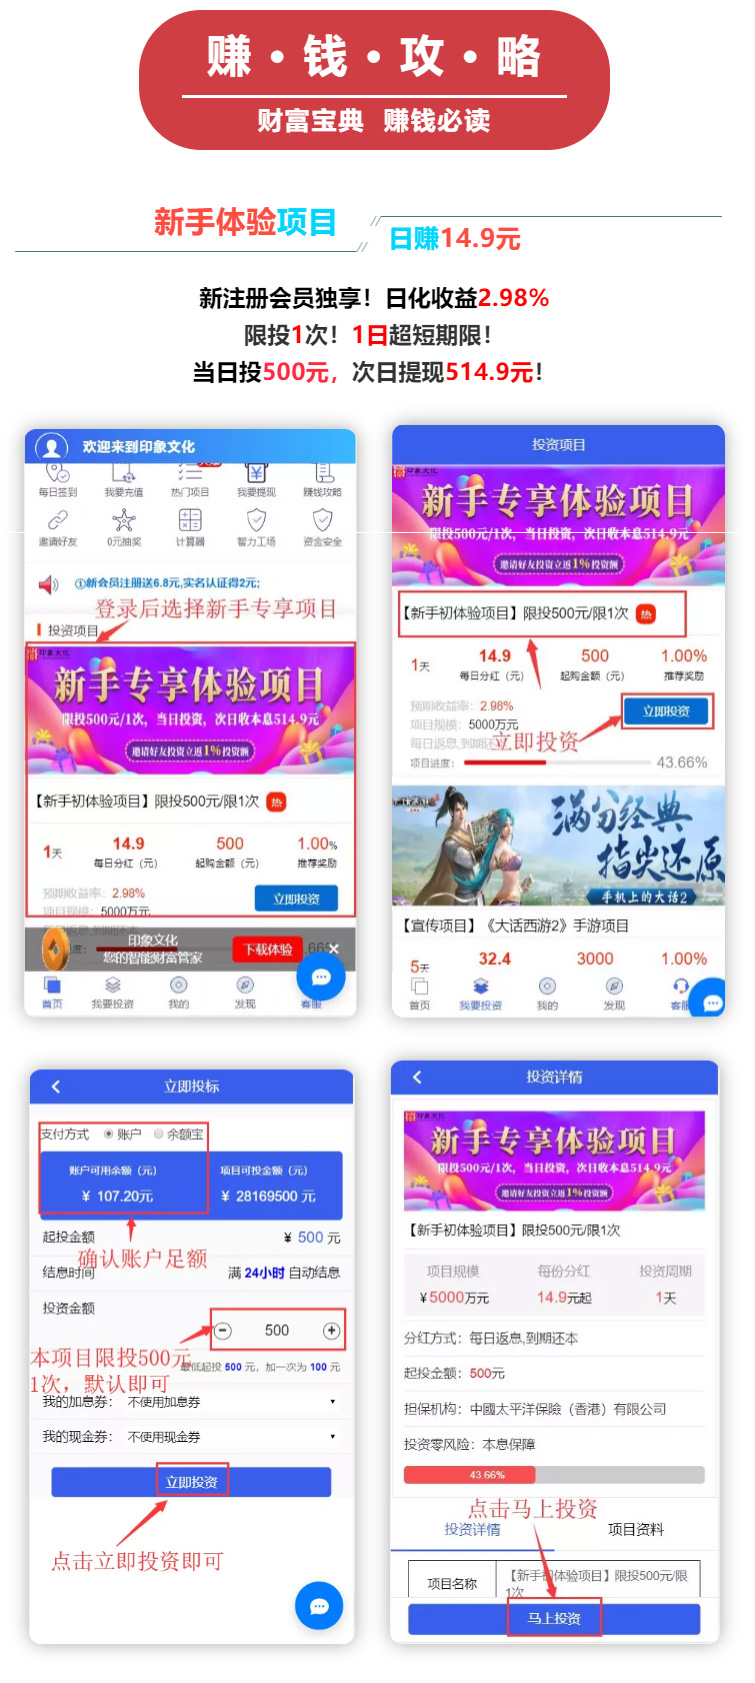 赚·钱·攻·略
财富宝典 赚钱必读
新手体验项目
日赚14.9元
新注册会员独享！日化收益2.98%
限投1次！1日超短期限！
当日投500元，次日提现514.9元！
欢迎来到印象文化
每日签到 我要充值 热门项目 我要提现 赚钱攻略
邀请好友 0元抽奖 计算器 智力工场 资金安全
①新会员注册送6.8元,实名认证得2元;
登录后选择新手专享项目
投资项目
印象文化
新手专享体验项目
限投500元/1次，当日投资，次日收本息514.9元
邀请好友投资立返1%投资额
【新手初体验项目】限投500元/限1次 热
1天 14.9 500 1.00%
每日分红（元） 起购金额（元） 推荐奖励
预期收益率：2.98%
项目规模：5000万元
立即投资
印象文化
您的智能财富管家
下载体验
首页 我要投资 我的 发现 客服
投资项目
印象文化
新手专享体验项目
限投500元/1次，当日投资，次日收本息514.9元
邀请好友投资立返1%投资额
【新手初体验项目】限投500元/限1次 热
1天 14.9 500 1.00%
每日分红（元） 起购金额（元） 推荐奖励
预期收益率：2.98%
立即投资
项目规模：5000万元
每日返息,到期还本
立即投资
项目进度： 43.66%
满分经典
指尖还原
手机上的大话2
【宣传项目】《大话西游2》手游项目
5天 32.4 3000 1.00%
首页 我要投资 我的 发现 客服
立即投标
支付方式 账户 余额宝
账户可用余额（元） 项目可投金额（元）
¥ 107.20元 ¥ 28169500 元
起投金额 ¥ 500 元
确认账户足额
结息时间 满 24小时 自动结息
投资金额
500
本项目限投500元
1次，默认即可
最低起投 500 元，加一次为 100 元
我的加息券： 不使用加息券
我的现金券： 不使用现金券
立即投资
点击立即投资即可
投资详情
印象文化
新手专享体验项目
限投500元/1次，当日投资，次日收本息514.9元
邀请好友投资立返1%投资额
【新手初体验项目】限投500元/限1次
项目规模 每份分红 投资周期
¥5000万元 14.9元起 1天
分红方式：每日返息,到期还本
起投金额：500元
担保机构：中國太平洋保險（香港）有限公司
投资零风险：本息保障
43.66%
点击马上投资
投资详情 项目资料
项目名称 【新手初体验项目】限投500元/限
1次
马上投资